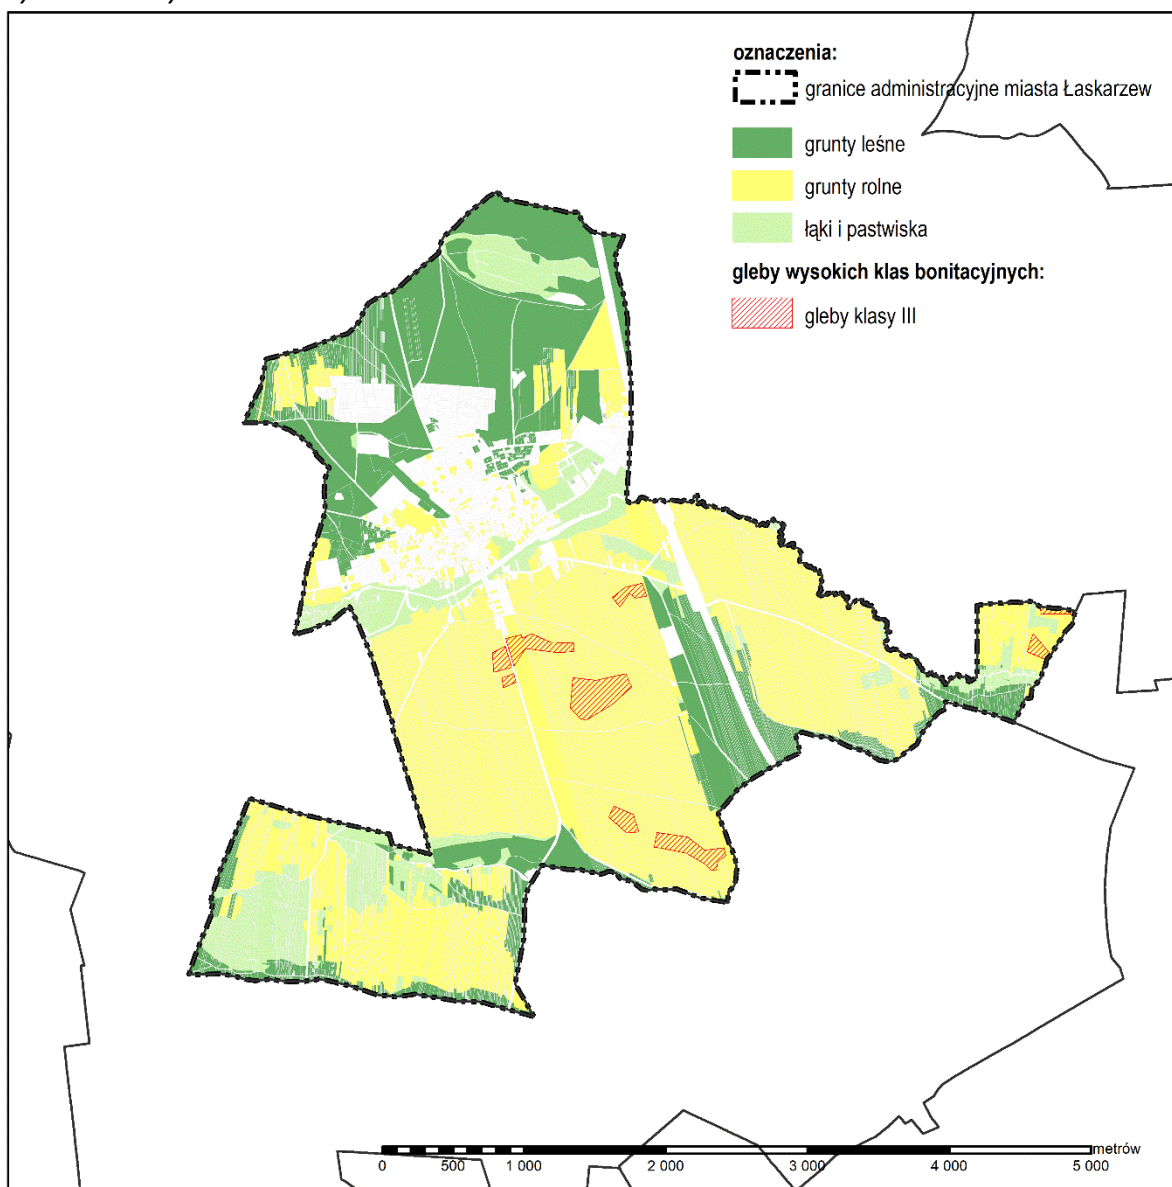 oznaczenia:
granice administracyjne miasta Łaskarzew
grunty leśne
grunty rolne
łąki i pastwiska
gleby wysokich klas bonitacyjnych:
gleby klasy III
metrów
0 500 1 000 2 000 3 000 4 000 5 000